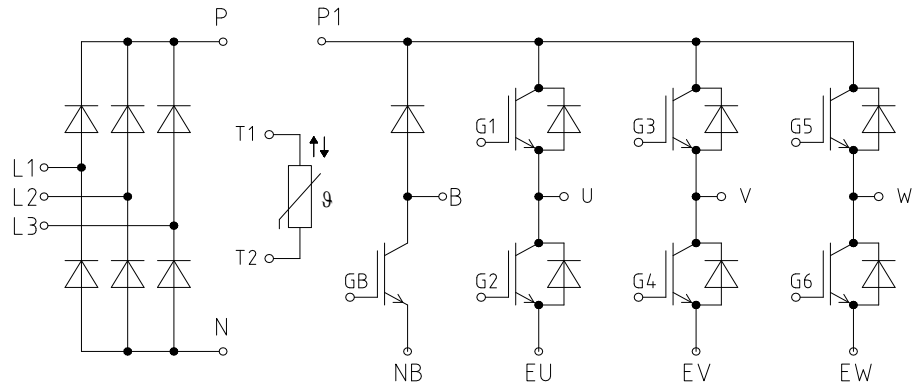 P P1
T1
G1 G3 G5
L1
L2 ϑ B U V W
L3
T2
GB G2 G4 G6
N
NB EU EV EW